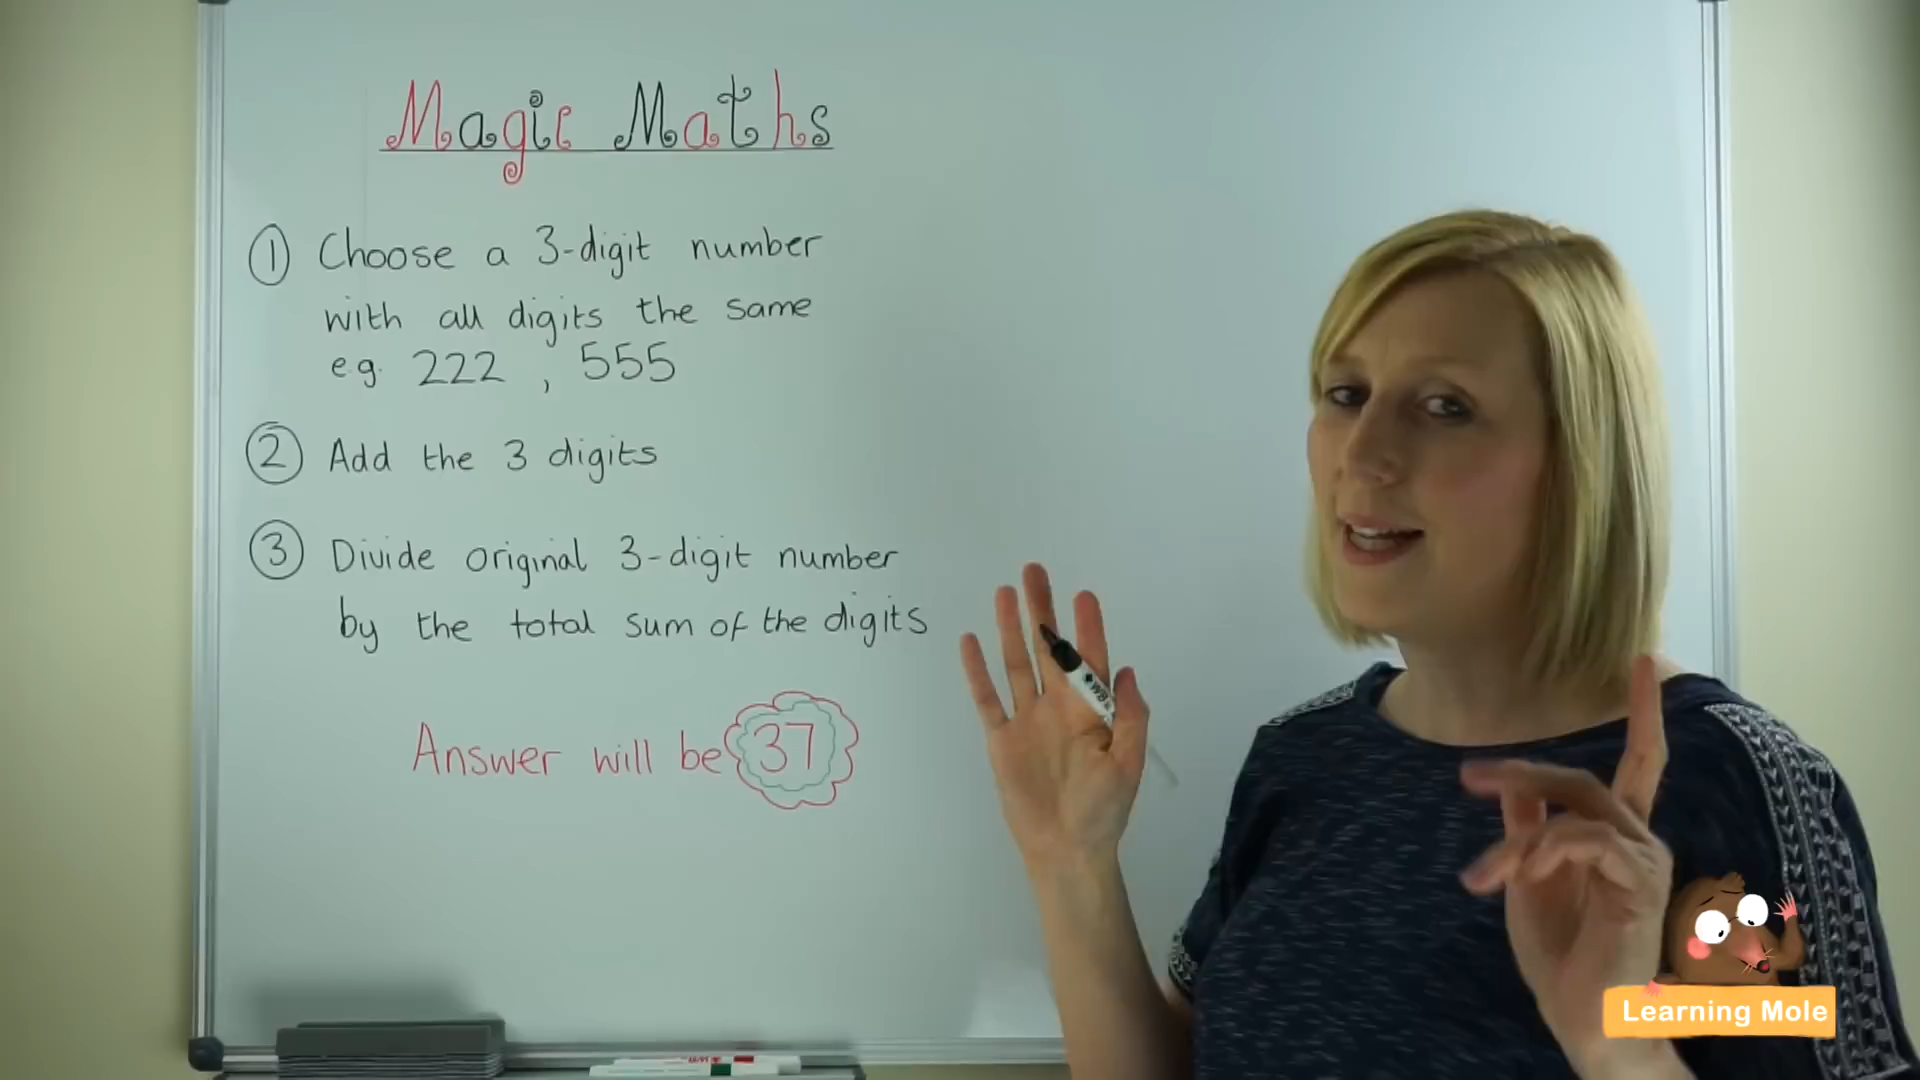 Magic Maths
1 Choose a 3-digit number
with all digits the same
e.g. 222 , 555
2 Add the 3 digits
3 Divide original 3-digit number
by the total sum of the digits
Answer will be 37
Learning Mole